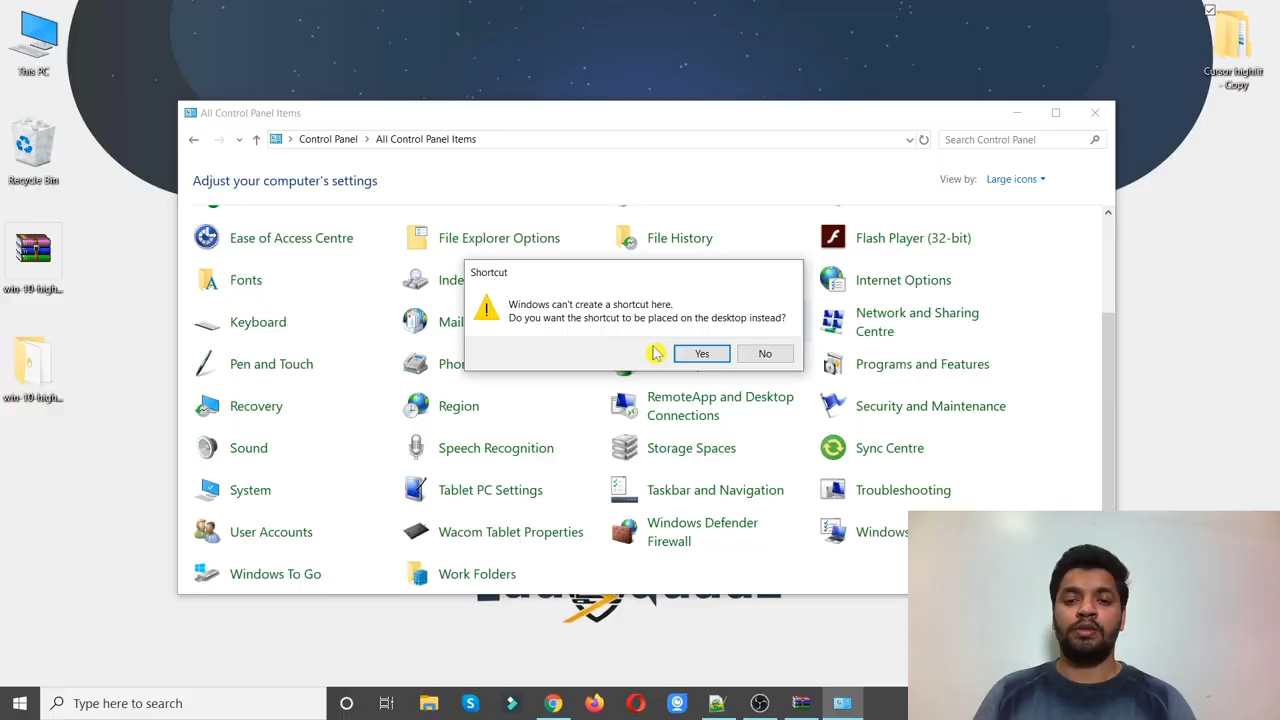 This PC
Recycle Bin
win-10-high...
win-10-high...
Cursor highlit
- Copy
All Control Panel Items
Control Panel
All Control Panel Items
Search Control Panel
Adjust your computer's settings
View by:
Large icons
Ease of Access Centre
File Explorer Options
File History
Flash Player (32-bit)
Fonts
Inde
Internet Options
Keyboard
Mail
Network and Sharing
Centre
Pen and Touch
Phon
Programs and Features
Shortcut
Windows can't create a shortcut here.
Do you want the shortcut to be placed on the desktop instead?
Yes
No
Recovery
Region
RemoteApp and Desktop
Connections
Security and Maintenance
Sound
Speech Recognition
Storage Spaces
Sync Centre
System
Tablet PC Settings
Taskbar and Navigation
Troubleshooting
User Accounts
Wacom Tablet Properties
Windows Defender
Firewall
Windows
Windows To Go
Work Folders
Type here to search